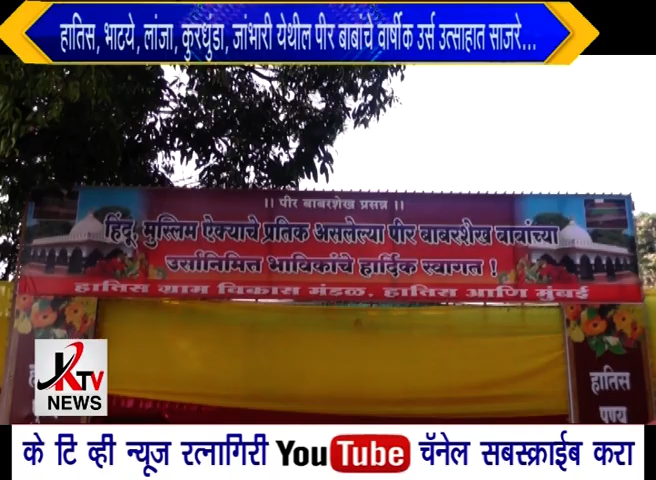 हातिस, भाटये, लांजा, कुरधुंडा, जांभारी येथील पीर बाबांचे वार्षीक उर्स उत्साहात साजरे...
।। पीर बाबरशेख प्रसन्न ।।
हिंदू, मुस्लिम ऐक्याचे प्रतिक असलेल्या पीर बाबरशेख बाबांच्या
उर्सानिमित्त भाविकांचे हार्दिक स्वागत !
हातिस ग्राम विकास मंडळ, हातिस आणि मुंबई
KTV
NEWS
हातिस
पुण्य
के टि व्ही न्यूज रत्नागिरी YouTube चॅनेल सबस्क्राईब करा